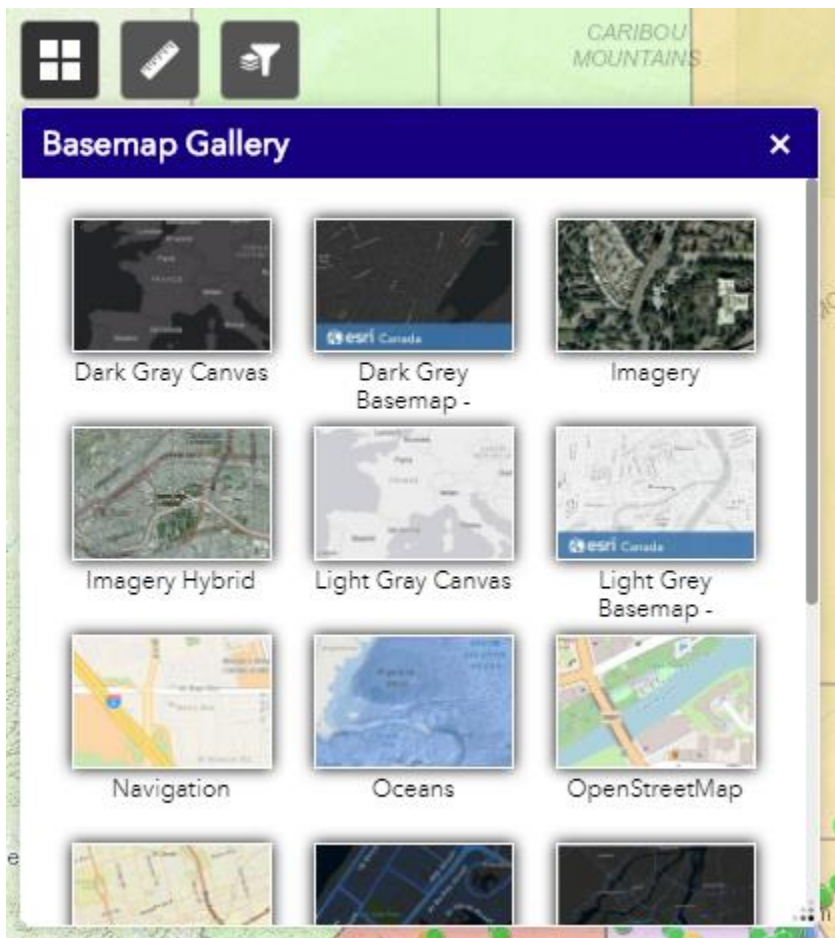 CARIBOU
MOUNTAINS
Basemap Gallery
esri Canada
Dark Gray Canvas
Dark Grey
Basemap -
Imagery
esri Canada
Imagery Hybrid
Light Gray Canvas
Light Grey
Basemap -
Navigation
Oceans
OpenStreetMap